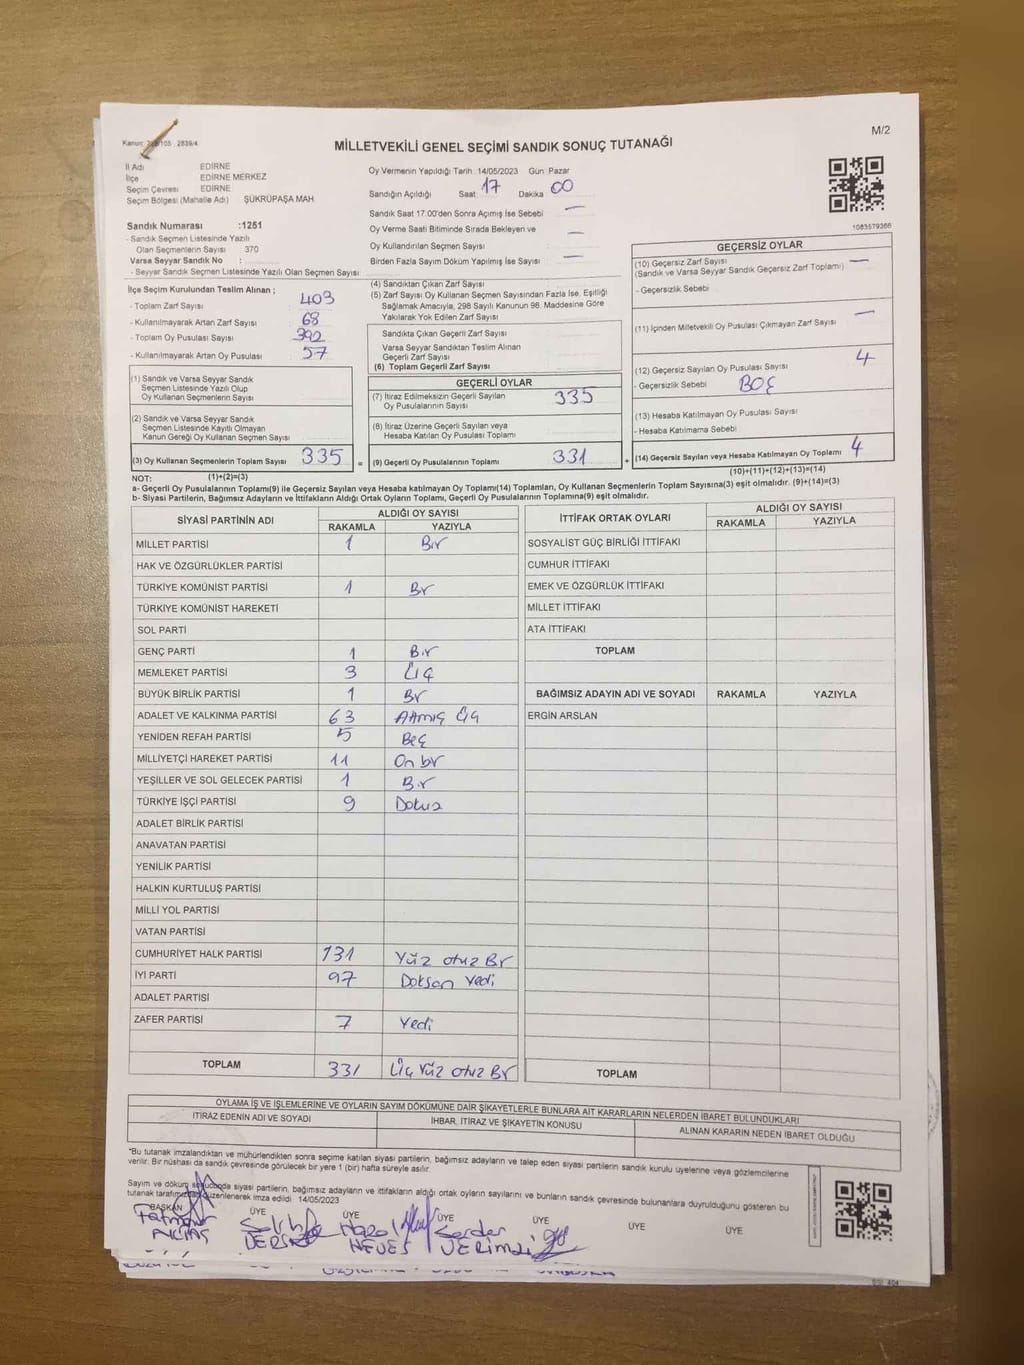 M/2
MİLLETVEKİLİ GENEL SEÇİMİ SANDIK SONUÇ TUTANAĞI
İl Adı EDİRNE
İlçe EDİRNE MERKEZ
Seçim Çevresi EDİRNE
Seçim Bölgesi (Mahalle Adı) ŞÜKRÜPAŞA MAH.
Oy Vermenin Yapıldığı Tarih :14/05/2023 Gün: Pazar
Sandığın Açıldığı Saat: 17 Dakika: 00
Sandık Saat 17.00'den Sonra Açılmış İse Sebebi —
Oy Verme Saati Bitiminde Sırada Bekleyen ve
Oy Kullandırılan Seçmen Sayısı : —
Birden Fazla Sayım Döküm Yapılmış İse Sayısı : —
1083579366
Sandık Numarası :1251
- Sandık Seçmen Listesinde Yazılı
Olan Seçmenlerin Sayısı : 370
Varsa Seyyar Sandık No :
- Seyyar Sandık Seçmen Listesinde Yazılı Olan Seçmen Sayısı:
İlçe Seçim Kurulundan Teslim Alınan ;
- Toplam Zarf Sayısı : 403
- Kullanılmayarak Artan Zarf Sayısı : 68
- Toplam Oy Pusulası Sayısı : 392
- Kullanılmayarak Artan Oy Pusulası : 57
(1) Sandık ve Varsa Seyyar Sandık
Seçmen Listesinde Yazılı Olup
Oy Kullanan Seçmenlerin Sayısı :
(2) Sandık ve Varsa Seyyar Sandık
Seçmen Listesinde Kayıtlı Olmayan
Kanun Gereği Oy Kullanan Seçmen Sayısı :
(3) Oy Kullanan Seçmenlerin Toplam Sayısı : 335 =
(4) Sandıktan Çıkan Zarf Sayısı :
(5) Zarf Sayısı Oy Kullanan Seçmen Sayısından Fazla İse, Eşitliği
Sağlamak Amacıyla, 298 Sayılı Kanunun 98. Maddesine Göre
Yakılarak Yok Edilen Zarf Sayısı :
Sandıkta Çıkan Geçerli Zarf Sayısı :
Varsa Seyyar Sandıktan Teslim Alınan
Geçerli Zarf Sayısı :
(6) Toplam Geçerli Zarf Sayısı :
GEÇERLİ OYLAR
(7) İtiraz Edilmeksizin Geçerli Sayılan
Oy Pusulalarının Sayısı : 335
(8) İtiraz Üzerine Geçerli Sayılan veya
Hesaba Katılan Oy Pusulası Toplamı :
(9) Geçerli Oy Pusulalarının Toplamı : 331 +
GEÇERSİZ OYLAR
(10) Geçersiz Zarf Sayısı : —
(Sandık ve Varsa Seyyar Sandık Geçersiz Zarf Toplamı)
- Geçersizlik Sebebi :
(11) İçinden Milletvekili Oy Pusulası Çıkmayan Zarf Sayısı : —
(12) Geçersiz Sayılan Oy Pusulası Sayısı : 4
- Geçersizlik Sebebi : BOŞ
(13) Hesaba Katılmayan Oy Pusulası Sayısı :
- Hesaba Katılmama Sebebi :
(14) Geçersiz Sayılan veya Hesaba Katılmayan Oy Toplamı : 4
NOT: (1)+(2)=(3) (10)+(11)+(12)+(13)=(14)
a- Geçerli Oy Pusulalarının Toplamı(9) ile Geçersiz Sayılan veya Hesaba katılmayan Oy Toplamı(14) Toplamları, Oy Kullanan Seçmenlerin Toplam Sayısına(3) eşit olmalıdır. (9)+(14)=(3)
b- Siyasi Partilerin, Bağımsız Adayların ve İttifakların Aldığı Ortak Oyların Toplamı, Geçerli Oy Pusulalarının Toplamına(9) eşit olmalıdır.
SİYASİ PARTİNİN ADI ALDIĞI OY SAYISI
RAKAMLA YAZIYLA
MİLLET PARTİSİ 1 Bir
HAK VE ÖZGÜRLÜKLER PARTİSİ
TÜRKİYE KOMÜNİST PARTİSİ 1 Bir
TÜRKİYE KOMÜNİST HAREKETİ
SOL PARTİ
GENÇ PARTİ 1 Bir
MEMLEKET PARTİSİ 3 Üç
BÜYÜK BİRLİK PARTİSİ 1 Bir
ADALET VE KALKINMA PARTİSİ 63 Atmış Üç
YENİDEN REFAH PARTİSİ 5 Beş
MİLLİYETÇİ HAREKET PARTİSİ 11 On bir
YEŞİLLER VE SOL GELECEK PARTİSİ 1 Bir
TÜRKİYE İŞÇİ PARTİSİ 9 Dokuz
ADALET BİRLİK PARTİSİ
ANAVATAN PARTİSİ
YENİLİK PARTİSİ
HALKIN KURTULUŞ PARTİSİ
MİLLİ YOL PARTİSİ
VATAN PARTİSİ
CUMHURİYET HALK PARTİSİ 131 Yüz otuz Bir
İYİ PARTİ 97 Doksan Yedi
ADALET PARTİSİ
ZAFER PARTİSİ 7 Yedi
TOPLAM 331 Üç Yüz otuz Bir
İTTİFAK ORTAK OYLARI ALDIĞI OY SAYISI
RAKAMLA YAZIYLA
SOSYALİST GÜÇ BİRLİĞİ İTTİFAKI
CUMHUR İTTİFAKI
EMEK VE ÖZGÜRLÜK İTTİFAKI
MİLLET İTTİFAKI
ATA İTTİFAKI
TOPLAM
BAĞIMSIZ ADAYIN ADI VE SOYADI RAKAMLA YAZIYLA
ERGİN ARSLAN
TOPLAM
OYLAMA İŞ VE İŞLEMLERİNE VE OYLARIN SAYIM DÖKÜMÜNE DAİR ŞİKAYETLERLE BUNLARA AİT KARARLARIN NELERDEN İBARET BULUNDUKLARI
İTİRAZ EDENİN ADI VE SOYADI İHBAR, İTİRAZ VE ŞİKAYETİN KONUSU ALINAN KARARIN NEDEN İBARET OLDUĞU
*Bu tutanak imzalandıktan ve mühürlendikten sonra seçime katılan siyasi partilerin, bağımsız adayların ve talep eden siyasi partilerin sandık kurulu üyelerine veya gözlemcilerine
verilir. Bir nüshası da sandık çevresinde görülecek bir yere 1 (bir) hafta süreyle asılır.
Sayım ve döküm sonucunda siyasi partilerin, bağımsız adayların ve ittifakların aldığı ortak oyların sayılarını ve bunların sandık çevresinde bulunanlara duyrulduğunu gösteren bu
tutanak tarafımızdan düzenlenerek imza edildi. 14/05/2023
BAŞKAN ÜYE ÜYE ÜYE ÜYE ÜYE ÜYE
Serdar